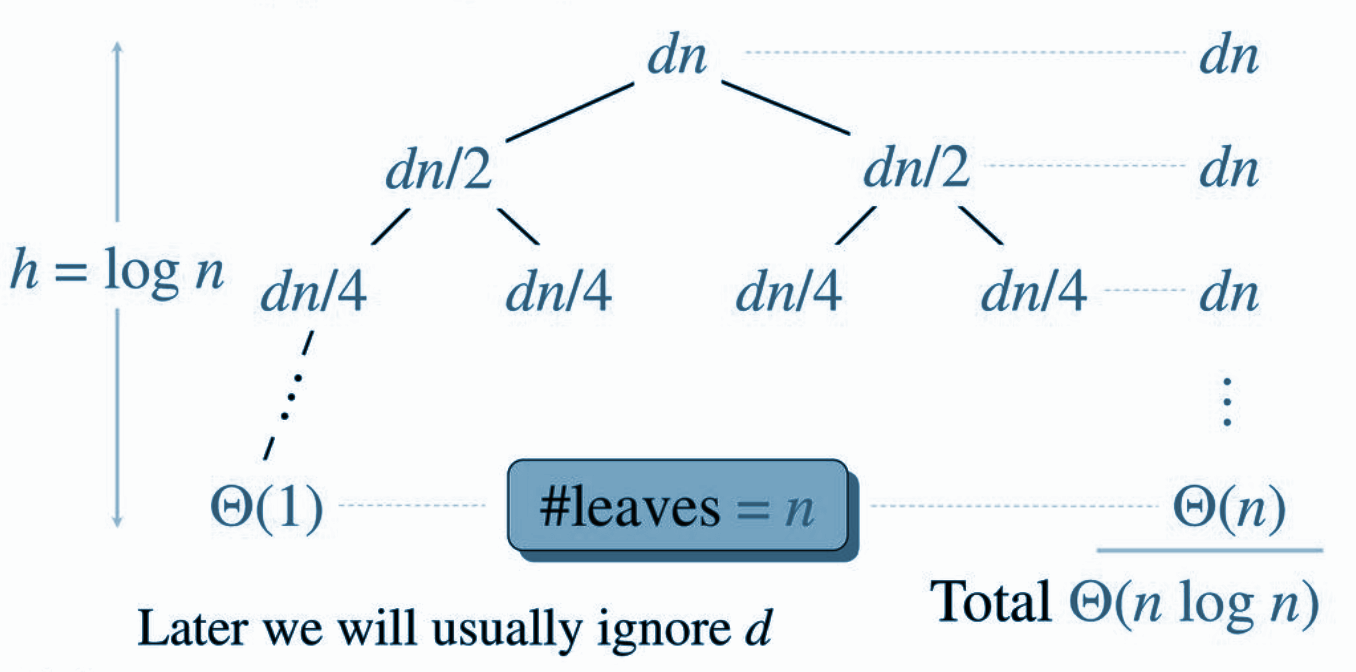 dn dn
dn/2 dn/2 dn
h = log n dn/4 dn/4 dn/4 dn/4 dn
Θ(1) #leaves = n Θ(n)
Total Θ(n log n)
Later we will usually ignore d